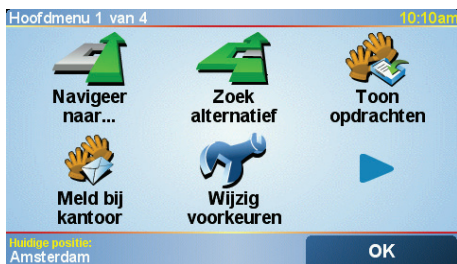 Hoofdmenu 1 van 4
10:10am
Navigeer
naar...
Zoek
alternatief
Toon
opdrachten
Meld bij
kantoor
Wijzig
voorkeuren
Huidige positie:
Amsterdam
OK